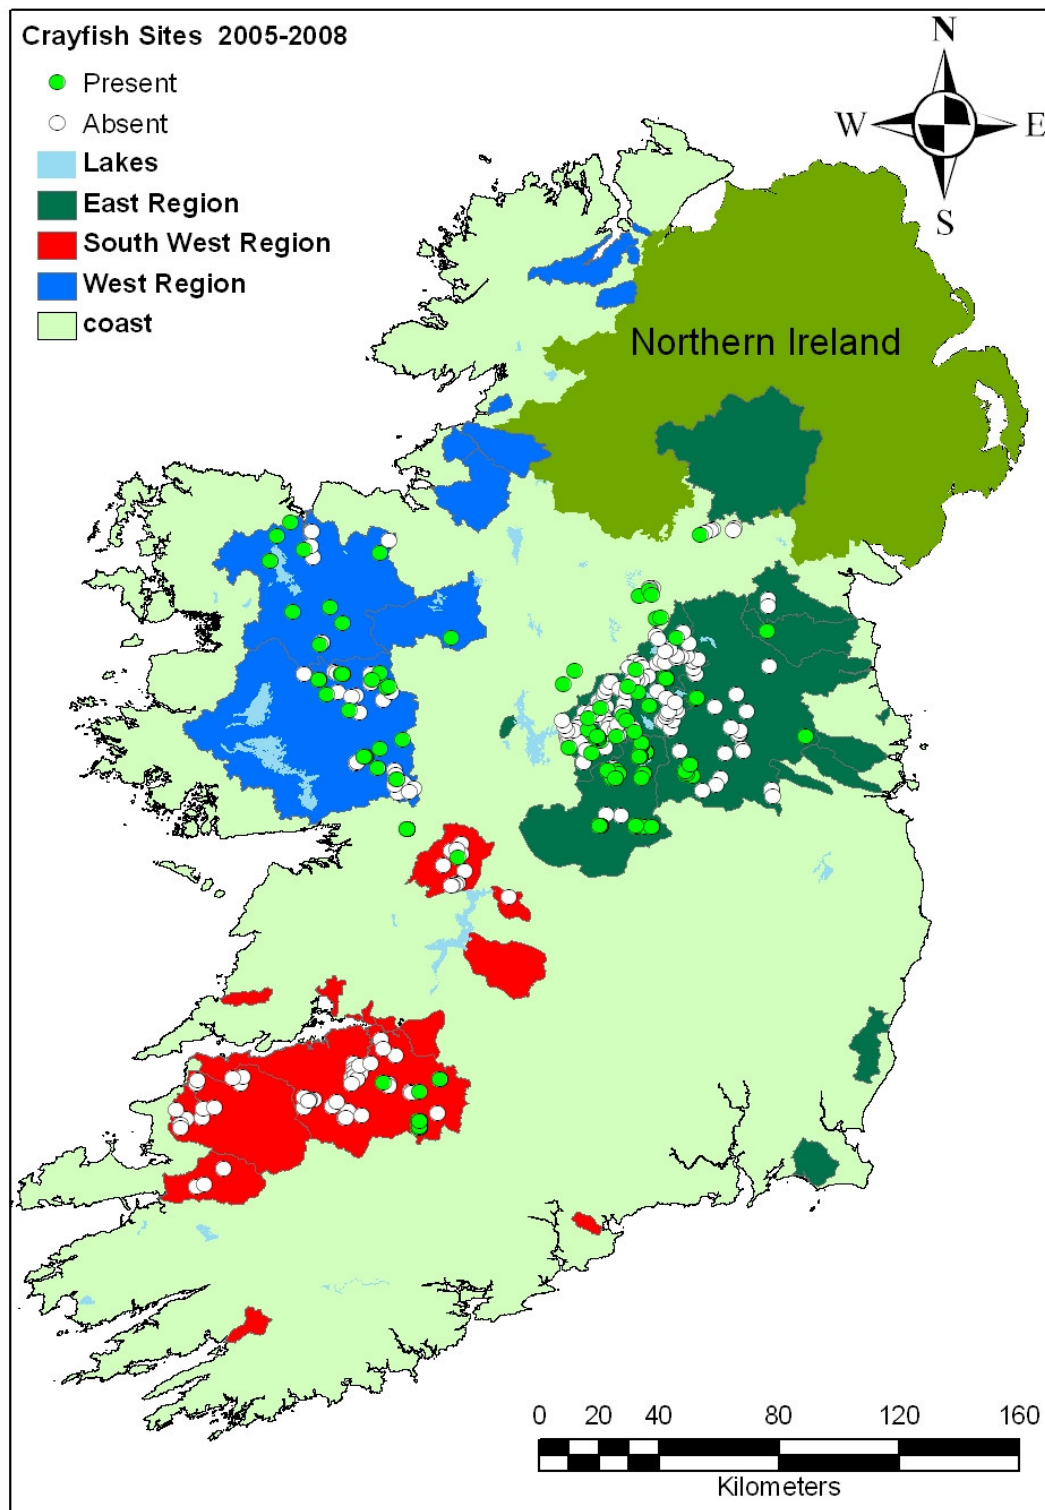 Crayfish Sites 2005-2008
Present
Absent
Lakes
East Region
South West Region
West Region
coast
N
W E
S
Northern Ireland
0 20 40 80 120 160
Kilometers